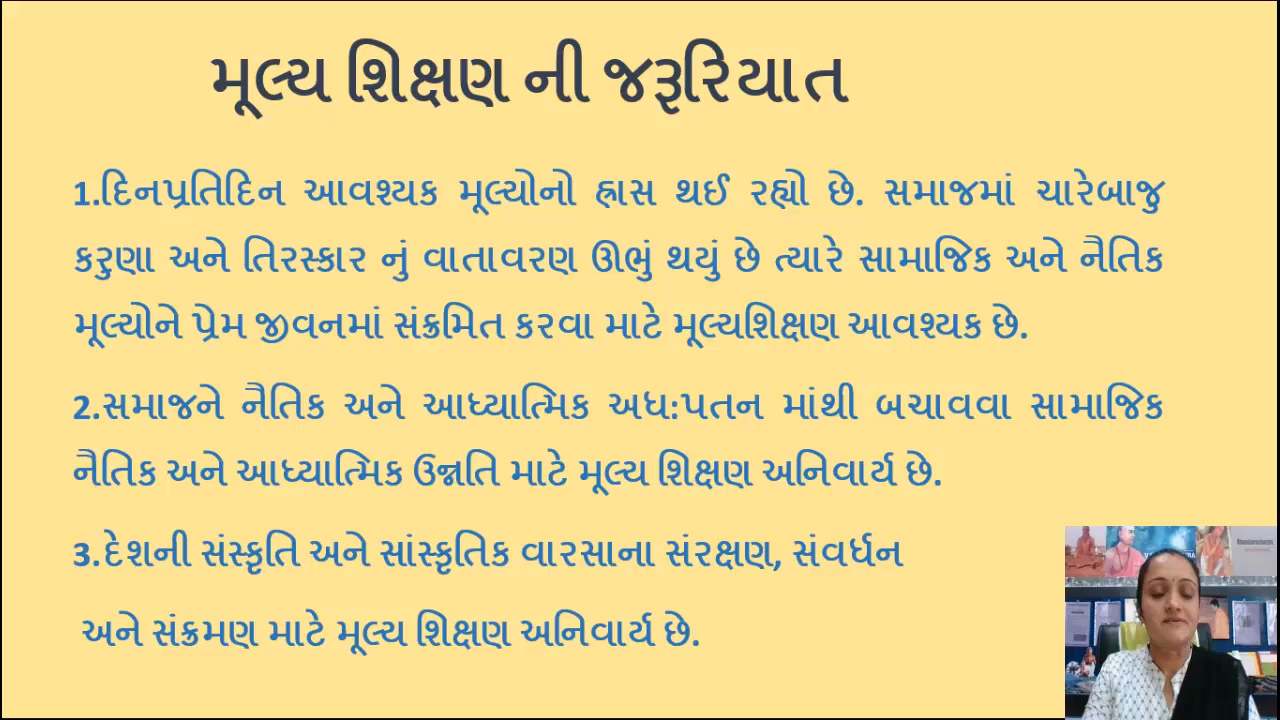 મૂલ્ય શિક્ષણ ની જરૂરિયાત
1.દિનપ્રતિદિન આવશ્યક મૂલ્યોનો હ્રાસ થઈ રહ્યો છે. સમાજમાં ચારેબાજુ
કરુણા અને તિરસ્કાર નું વાતાવરણ ઊભું થયું છે ત્યારે સામાજિક અને નૈતિક
મૂલ્યોને પ્રેમ જીવનમાં સંક્રમિત કરવા માટે મૂલ્યશિક્ષણ આવશ્યક છે.
2.સમાજને નૈતિક અને આધ્યાત્મિક અધ:પતન માંથી બચાવવા સામાજિક
નૈતિક અને આધ્યાત્મિક ઉન્નતિ માટે મૂલ્ય શિક્ષણ અનિવાર્ય છે.
3.દેશની સંસ્કૃતિ અને સાંસ્કૃતિક વારસાના સંરક્ષણ, સંવર્ધન
અને સંક્રમણ માટે મૂલ્ય શિક્ષણ અનિવાર્ય છે.